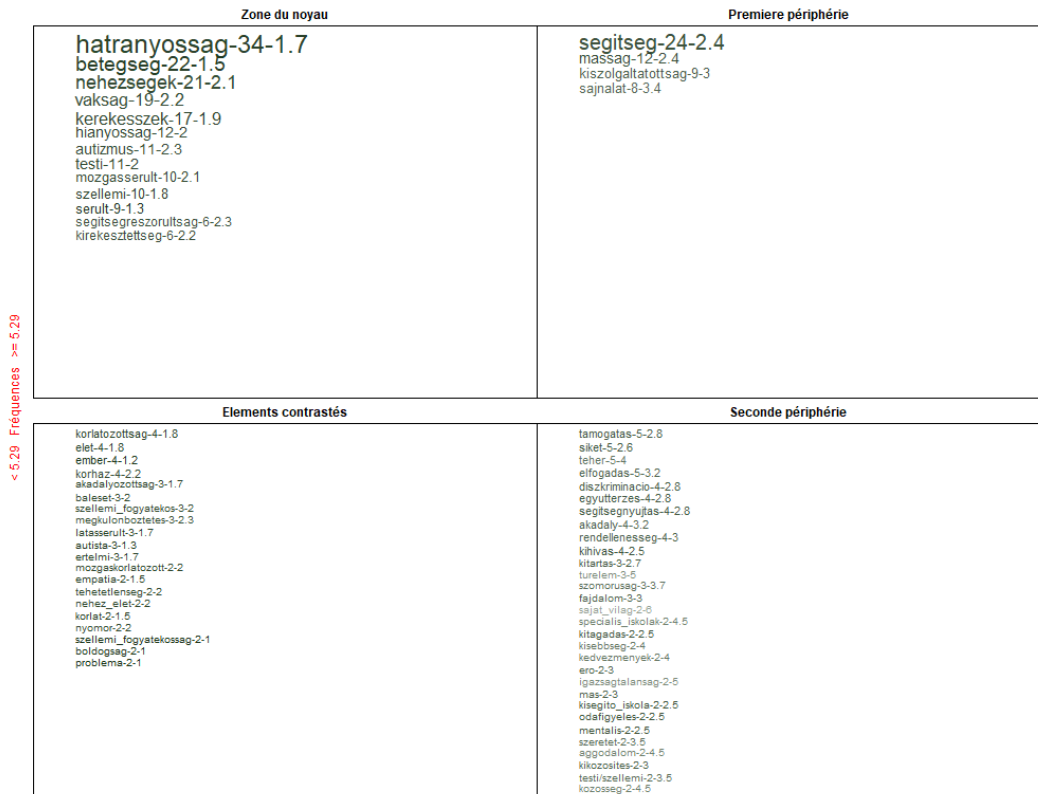 Zone du noyau
Premiere périphérie
hatranyossag-34-1.7
betegseg-22-1.5
nehezsegek-21-2.1
vaksag-19-2.2
kerekesszek-17-1.9
hianyossag-12-2
autizmus-11-2.3
testi-11-2
mozgasserult-10-2.1
szellemi-10-1.8
serult-9-1.3
segitsegreszorultsag-6-2.3
kirekesztettseg-6-2.2
segitseg-24-2.4
massag-12-2.4
kiszolgaltatottsag-9-3
sajnalat-8-3.4
< 5.29 Fréquences >= 5.29
Elements contrastés
Seconde périphérie
korlatozottsag-4-1.8
elet-4-1.8
ember-4-1.2
korhaz-4-2.2
akadalyozottsag-3-1.7
baleset-3-2
szellemi_fogyatekos-3-2
megkulonboztetes-3-2.3
latasserult-3-1.7
autista-3-1.3
ertelmi-3-1.7
mozgaskorlatozott-2-2
empatia-2-1.5
tehetetlenseg-2-2
nehez_elet-2-2
korlat-2-1.5
nyomor-2-2
szellemi_fogyatekossag-2-1
boldogsag-2-1
problema-2-1
tamogatas-5-2.8
siket-5-2.6
teher-5-4
elfogadas-5-3.2
diszkriminacio-4-2.8
egyutterzes-4-2.8
segitsegnyujtas-4-2.8
akadaly-4-3.2
rendellenesseg-4-3
kihivas-4-2.5
kitartas-3-2.7
turelem-3-5
szomorusag-3-3.7
fajdalom-3-3
sajat_vilag-2-6
specialis_iskolak-2-4.5
kitagadas-2-2.5
kisebbseg-2-4
kedvezmenyek-2-4
ero-2-3
igazsagtalansag-2-5
mas-2-3
kisegito_iskola-2-2.5
odafigyeles-2-2.5
mentalis-2-2.5
szeretet-2-3.5
aggodalom-2-4.5
kikozosites-2-3
testi/szellemi-2-3.5
kozosseg-2-4.5